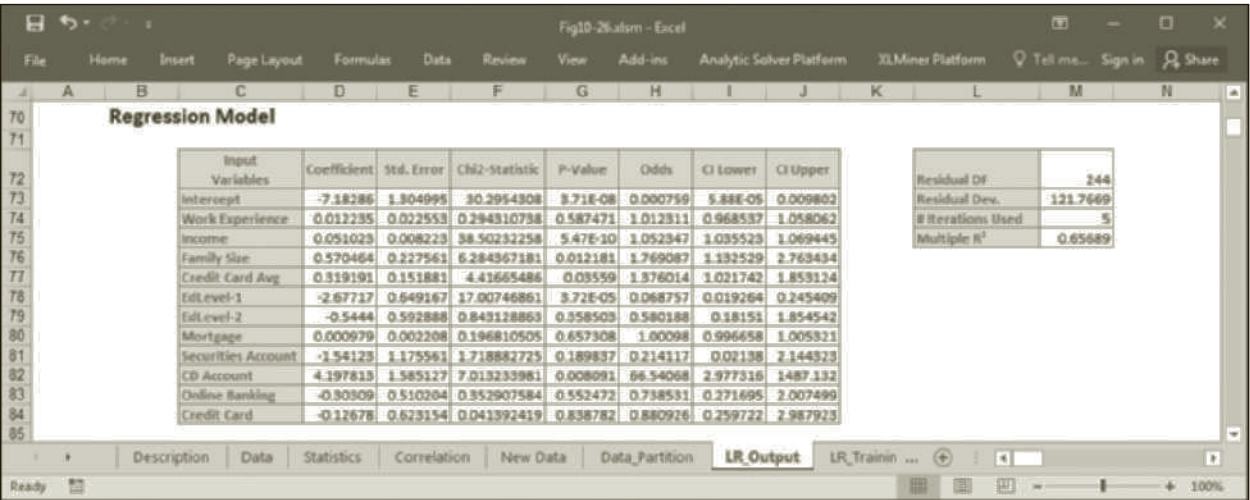 Fig10-26.xlsm - Excel
File Home Insert Page Layout Formulas Data Review View Add-ins Analytic Solver Platform XLMiner Platform Tell me... Sign in Share
A B C D E F G H I J K L M N
70 Regression Model
71
72 Input Variables Coefficient Std. Error Chi2-Statistic P-Value Odds CI Lower CI Upper Residual DF 244
73 Intercept -7.18286 1.304995 30.2954308 3.71E-08 0.000759 5.88E-05 0.009802 Residual Dev. 121.7669
74 Work Experience 0.012235 0.022553 0.294310738 0.587471 1.012311 0.968537 1.058062 # Iterations Used 5
75 Income 0.051023 0.008223 38.50232258 5.47E-10 1.052347 1.035523 1.069445 Multiple R² 0.65689
76 Family Size 0.570464 0.227561 6.284367181 0.012181 1.769087 1.132529 2.763434
77 Credit Card Avg 0.319191 0.151881 4.41665486 0.03559 1.376014 1.021742 1.853124
78 EdLevel-1 -2.67717 0.649167 17.00746861 3.72E-05 0.068757 0.019264 0.245409
79 EdLevel-2 -0.5444 0.592888 0.843128863 0.358503 0.580188 0.18151 1.854542
80 Mortgage 0.000979 0.002208 0.196810505 0.657308 1.00098 0.996658 1.005321
81 Securities Account -1.54123 1.175561 1.718882725 0.189837 0.214117 0.02138 2.144323
82 CD Account 4.197813 1.585127 7.013233981 0.008091 66.54068 2.977316 1487.132
83 Online Banking -0.30309 0.510204 0.352907584 0.552472 0.738531 0.271695 2.007499
84 Credit Card -0.12678 0.623154 0.041392419 0.838782 0.880926 0.259722 2.987923
85
Description Data Statistics Correlation New Data Data_Partition LR_Output LR_Trainin ...
Ready 100%